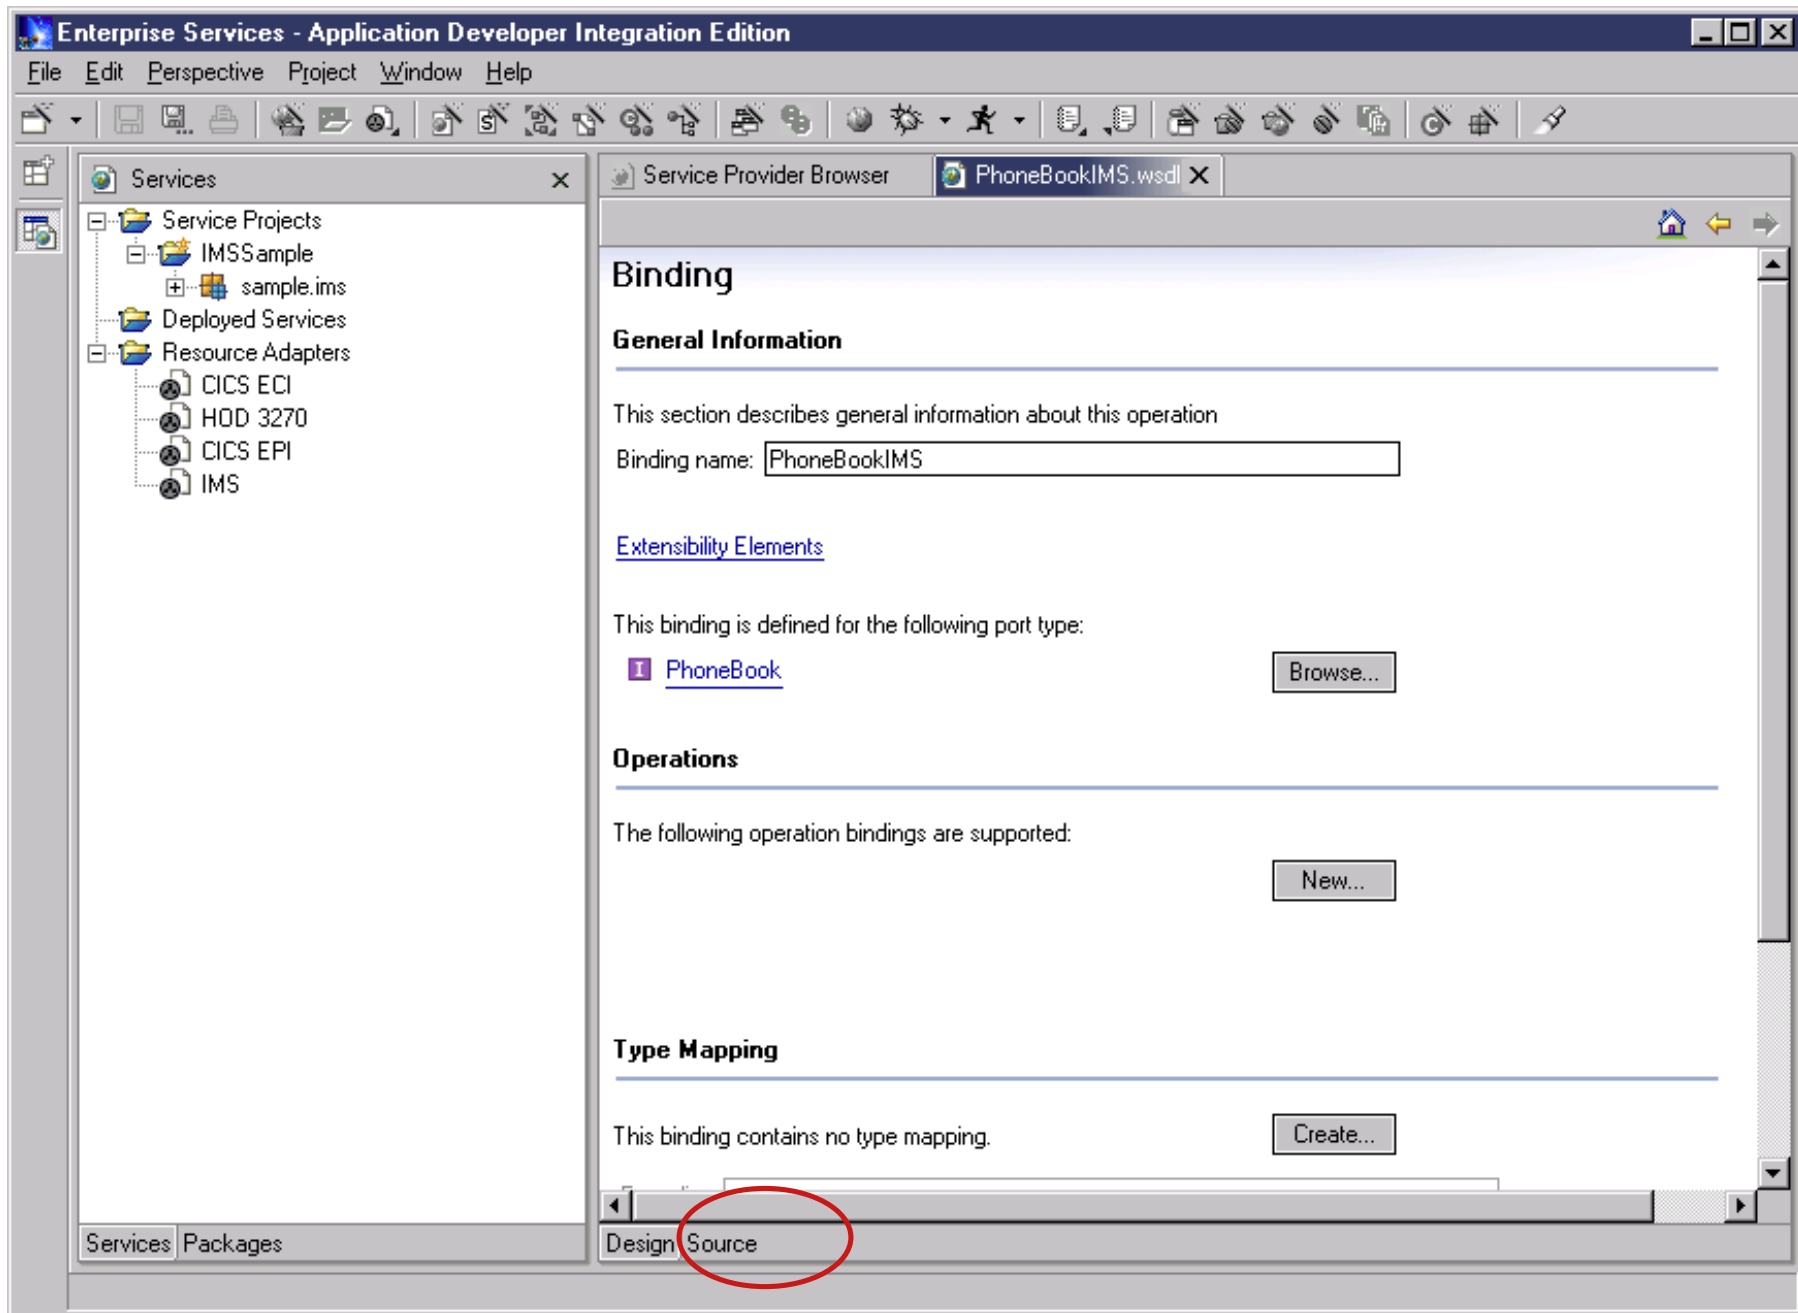 Enterprise Services - Application Developer Integration Edition
File Edit Perspective Project Window Help
Services
Service Projects
IMSSample
sample.ims
Deployed Services
Resource Adapters
CICS ECI
HOD 3270
CICS EPI
IMS
Services Packages
Service Provider Browser PhoneBookIMS.wsdl
Binding
General Information
This section describes general information about this operation
Binding name: PhoneBookIMS
Extensibility Elements
This binding is defined for the following port type:
I PhoneBook Browse...
Operations
The following operation bindings are supported:
New...
Type Mapping
This binding contains no type mapping. Create...
Design Source